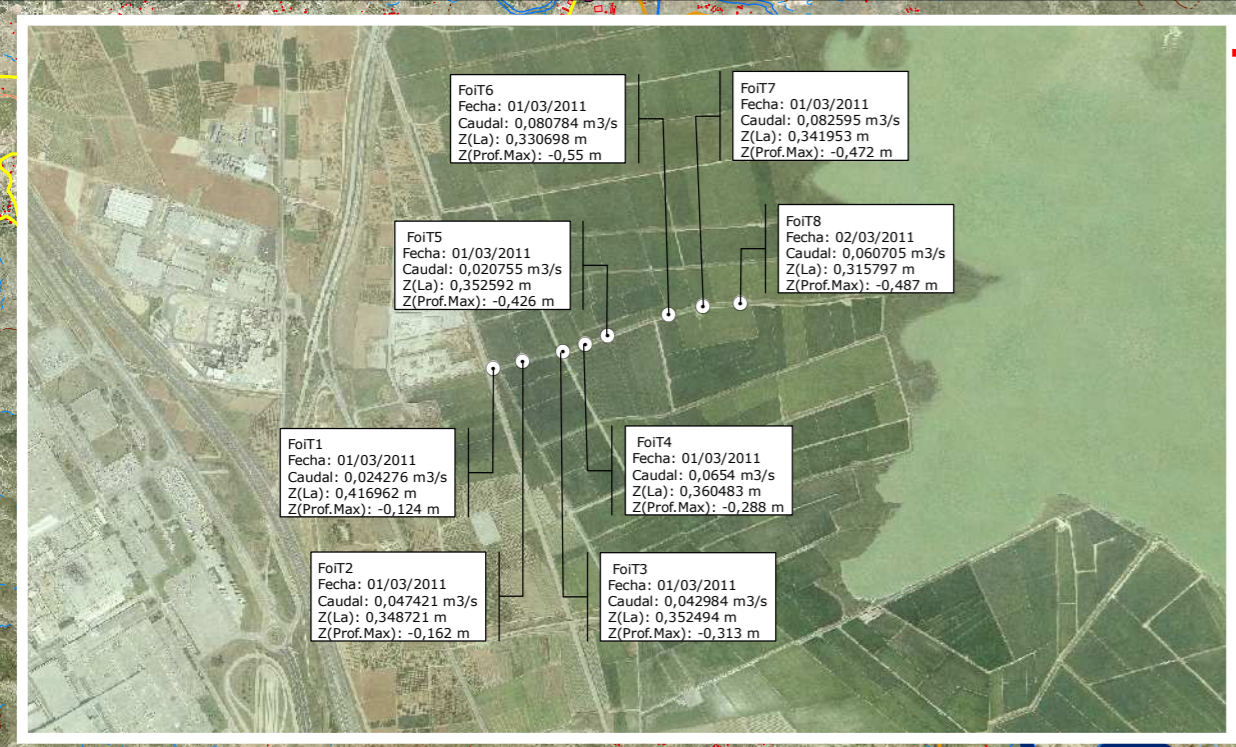 FoiT6
Fecha: 01/03/2011
Caudal: 0,080784 m3/s
Z(La): 0,330698 m
Z(Prof.Max): -0,55 m
FoiT7
Fecha: 01/03/2011
Caudal: 0,082595 m3/s
Z(La): 0,341953 m
Z(Prof.Max): -0,472 m
FoiT5
Fecha: 01/03/2011
Caudal: 0,020755 m3/s
Z(La): 0,352592 m
Z(Prof.Max): -0,426 m
FoiT8
Fecha: 02/03/2011
Caudal: 0,060705 m3/s
Z(La): 0,315797 m
Z(Prof.Max): -0,487 m
FoiT1
Fecha: 01/03/2011
Caudal: 0,024276 m3/s
Z(La): 0,416962 m
Z(Prof.Max): -0,124 m
FoiT4
Fecha: 01/03/2011
Caudal: 0,0654 m3/s
Z(La): 0,360483 m
Z(Prof.Max): -0,288 m
FoiT2
Fecha: 01/03/2011
Caudal: 0,047421 m3/s
Z(La): 0,348721 m
Z(Prof.Max): -0,162 m
FoiT3
Fecha: 01/03/2011
Caudal: 0,042984 m3/s
Z(La): 0,352494 m
Z(Prof.Max): -0,313 m